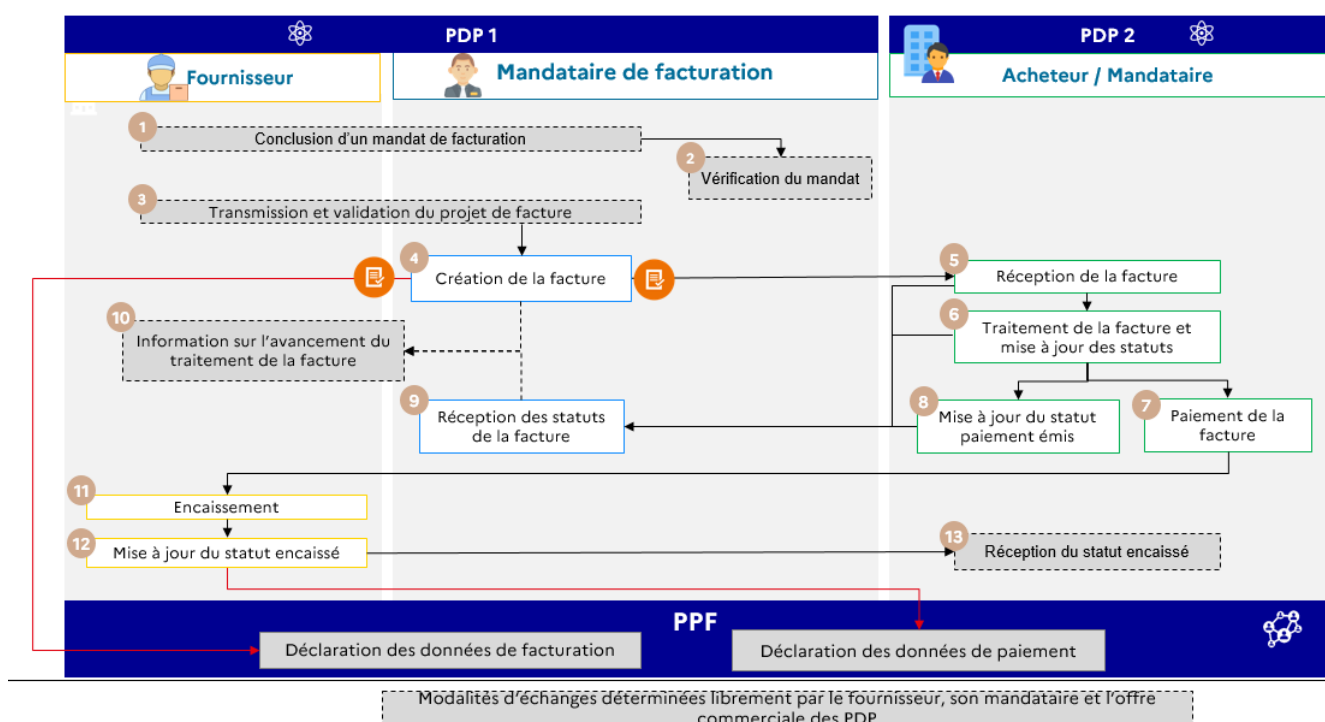 PDP 1
PDP 2
Fournisseur
Mandataire de facturation
Acheteur / Mandataire
1
Conclusion d'un mandat de facturation
2
Vérification du mandat
3
Transmission et validation du projet de facture
4
Création de la facture
5
Réception de la facture
10
Information sur l'avancement du
traitement de la facture
6
Traitement de la facture et
mise à jour des statuts
9
Réception des statuts
de la facture
8
Mise à jour du statut
paiement émis
7
Paiement de la
facture
11
Encaissement
12
Mise à jour du statut encaissé
13
Réception du statut encaissé
PPF
Déclaration des données de facturation
Déclaration des données de paiement
Modalités d'échanges déterminées librement par le fournisseur, son mandataire et l'offre
commerciale des PDP